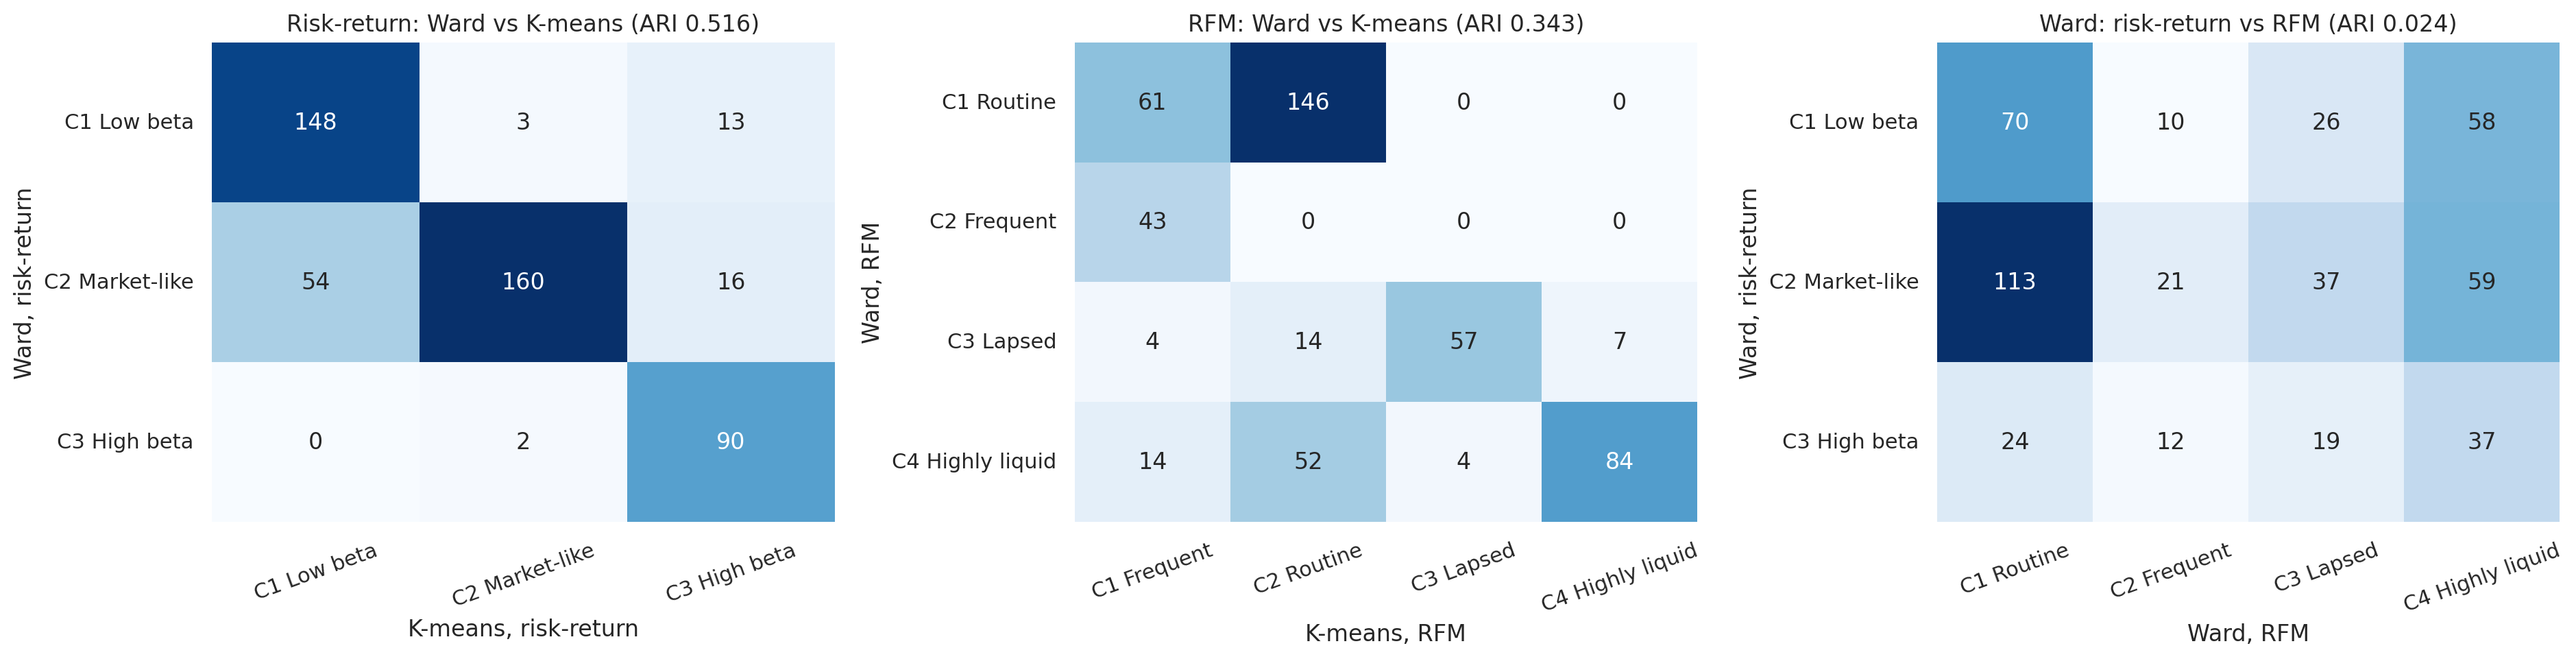 Risk-return: Ward vs K-means (ARI 0.516)
Ward, risk-return
C1 Low beta
148
3
13
C2 Market-like
54
160
16
C3 High beta
0
2
90
C1 Low beta
C2 Market-like
C3 High beta
K-means, risk-return
RFM: Ward vs K-means (ARI 0.343)
Ward, RFM
C1 Routine
61
146
0
0
C2 Frequent
43
0
0
0
C3 Lapsed
4
14
57
7
C4 Highly liquid
14
52
4
84
C1 Frequent
C2 Routine
C3 Lapsed
C4 Highly liquid
K-means, RFM
Ward: risk-return vs RFM (ARI 0.024)
Ward, risk-return
C1 Low beta
70
10
26
58
C2 Market-like
113
21
37
59
C3 High beta
24
12
19
37
C1 Routine
C2 Frequent
C3 Lapsed
C4 Highly liquid
Ward, RFM